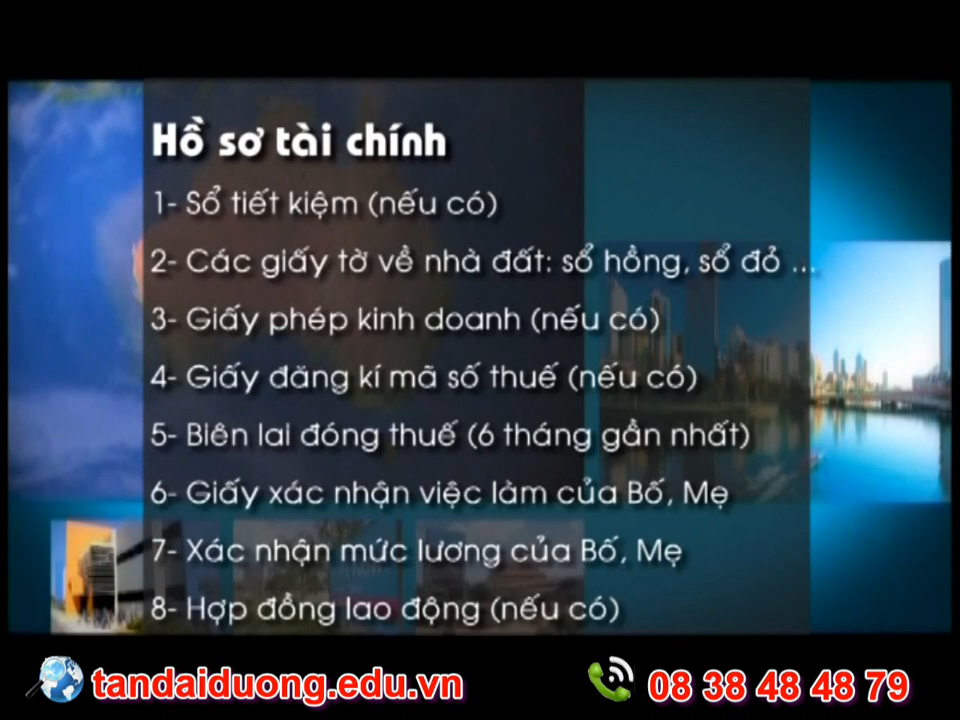 Hồ sơ tài chính
1- Sổ tiết kiệm (nếu có)
2- Các giấy tờ về nhà đất: sổ hồng, sổ đỏ ...
3- Giấy phép kinh doanh (nếu có)
4- Giấy đăng kí mã số thuế (nếu có)
5- Biên lai đóng thuế (6 tháng gần nhất)
6- Giấy xác nhận việc làm của Bố, Mẹ
7- Xác nhận mức lương của Bố, Mẹ
8- Hợp đồng lao động (nếu có)
tandaiduong.edu.vn
08 38 48 48 79